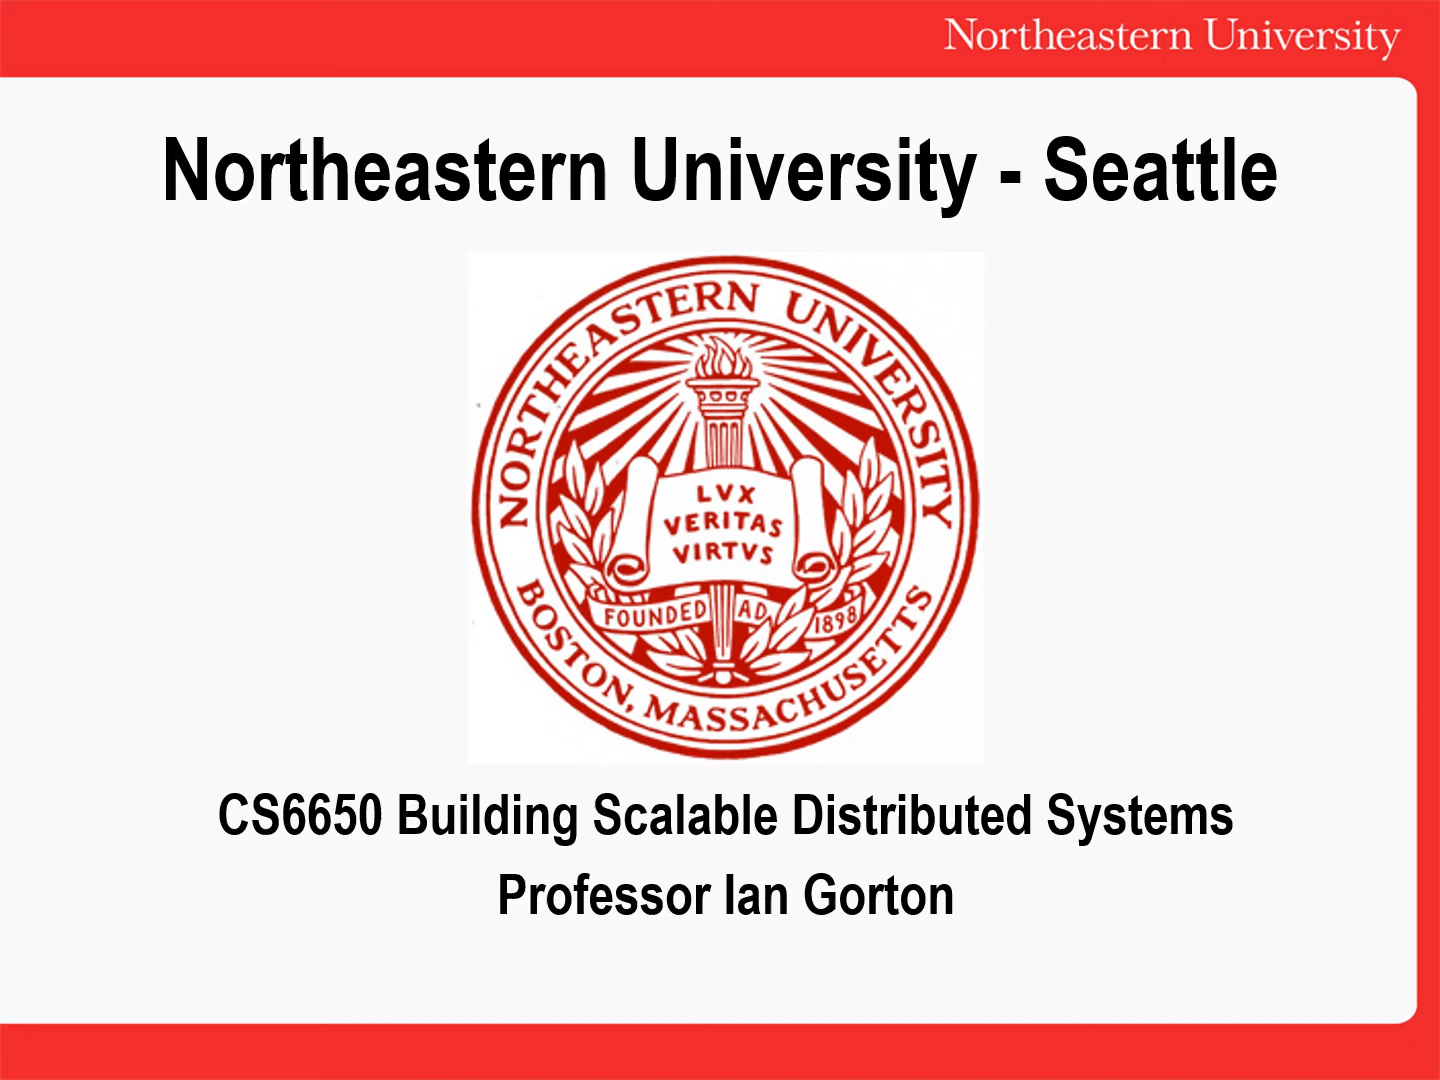 Northeastern University
Northeastern University - Seattle
NORTHEASTERN UNIVERSITY
LVX
VERITAS
VIRTVS
FOUNDED A.D. 1898
BOSTON, MASSACHUSETTS
CS6650 Building Scalable Distributed Systems
Professor Ian Gorton